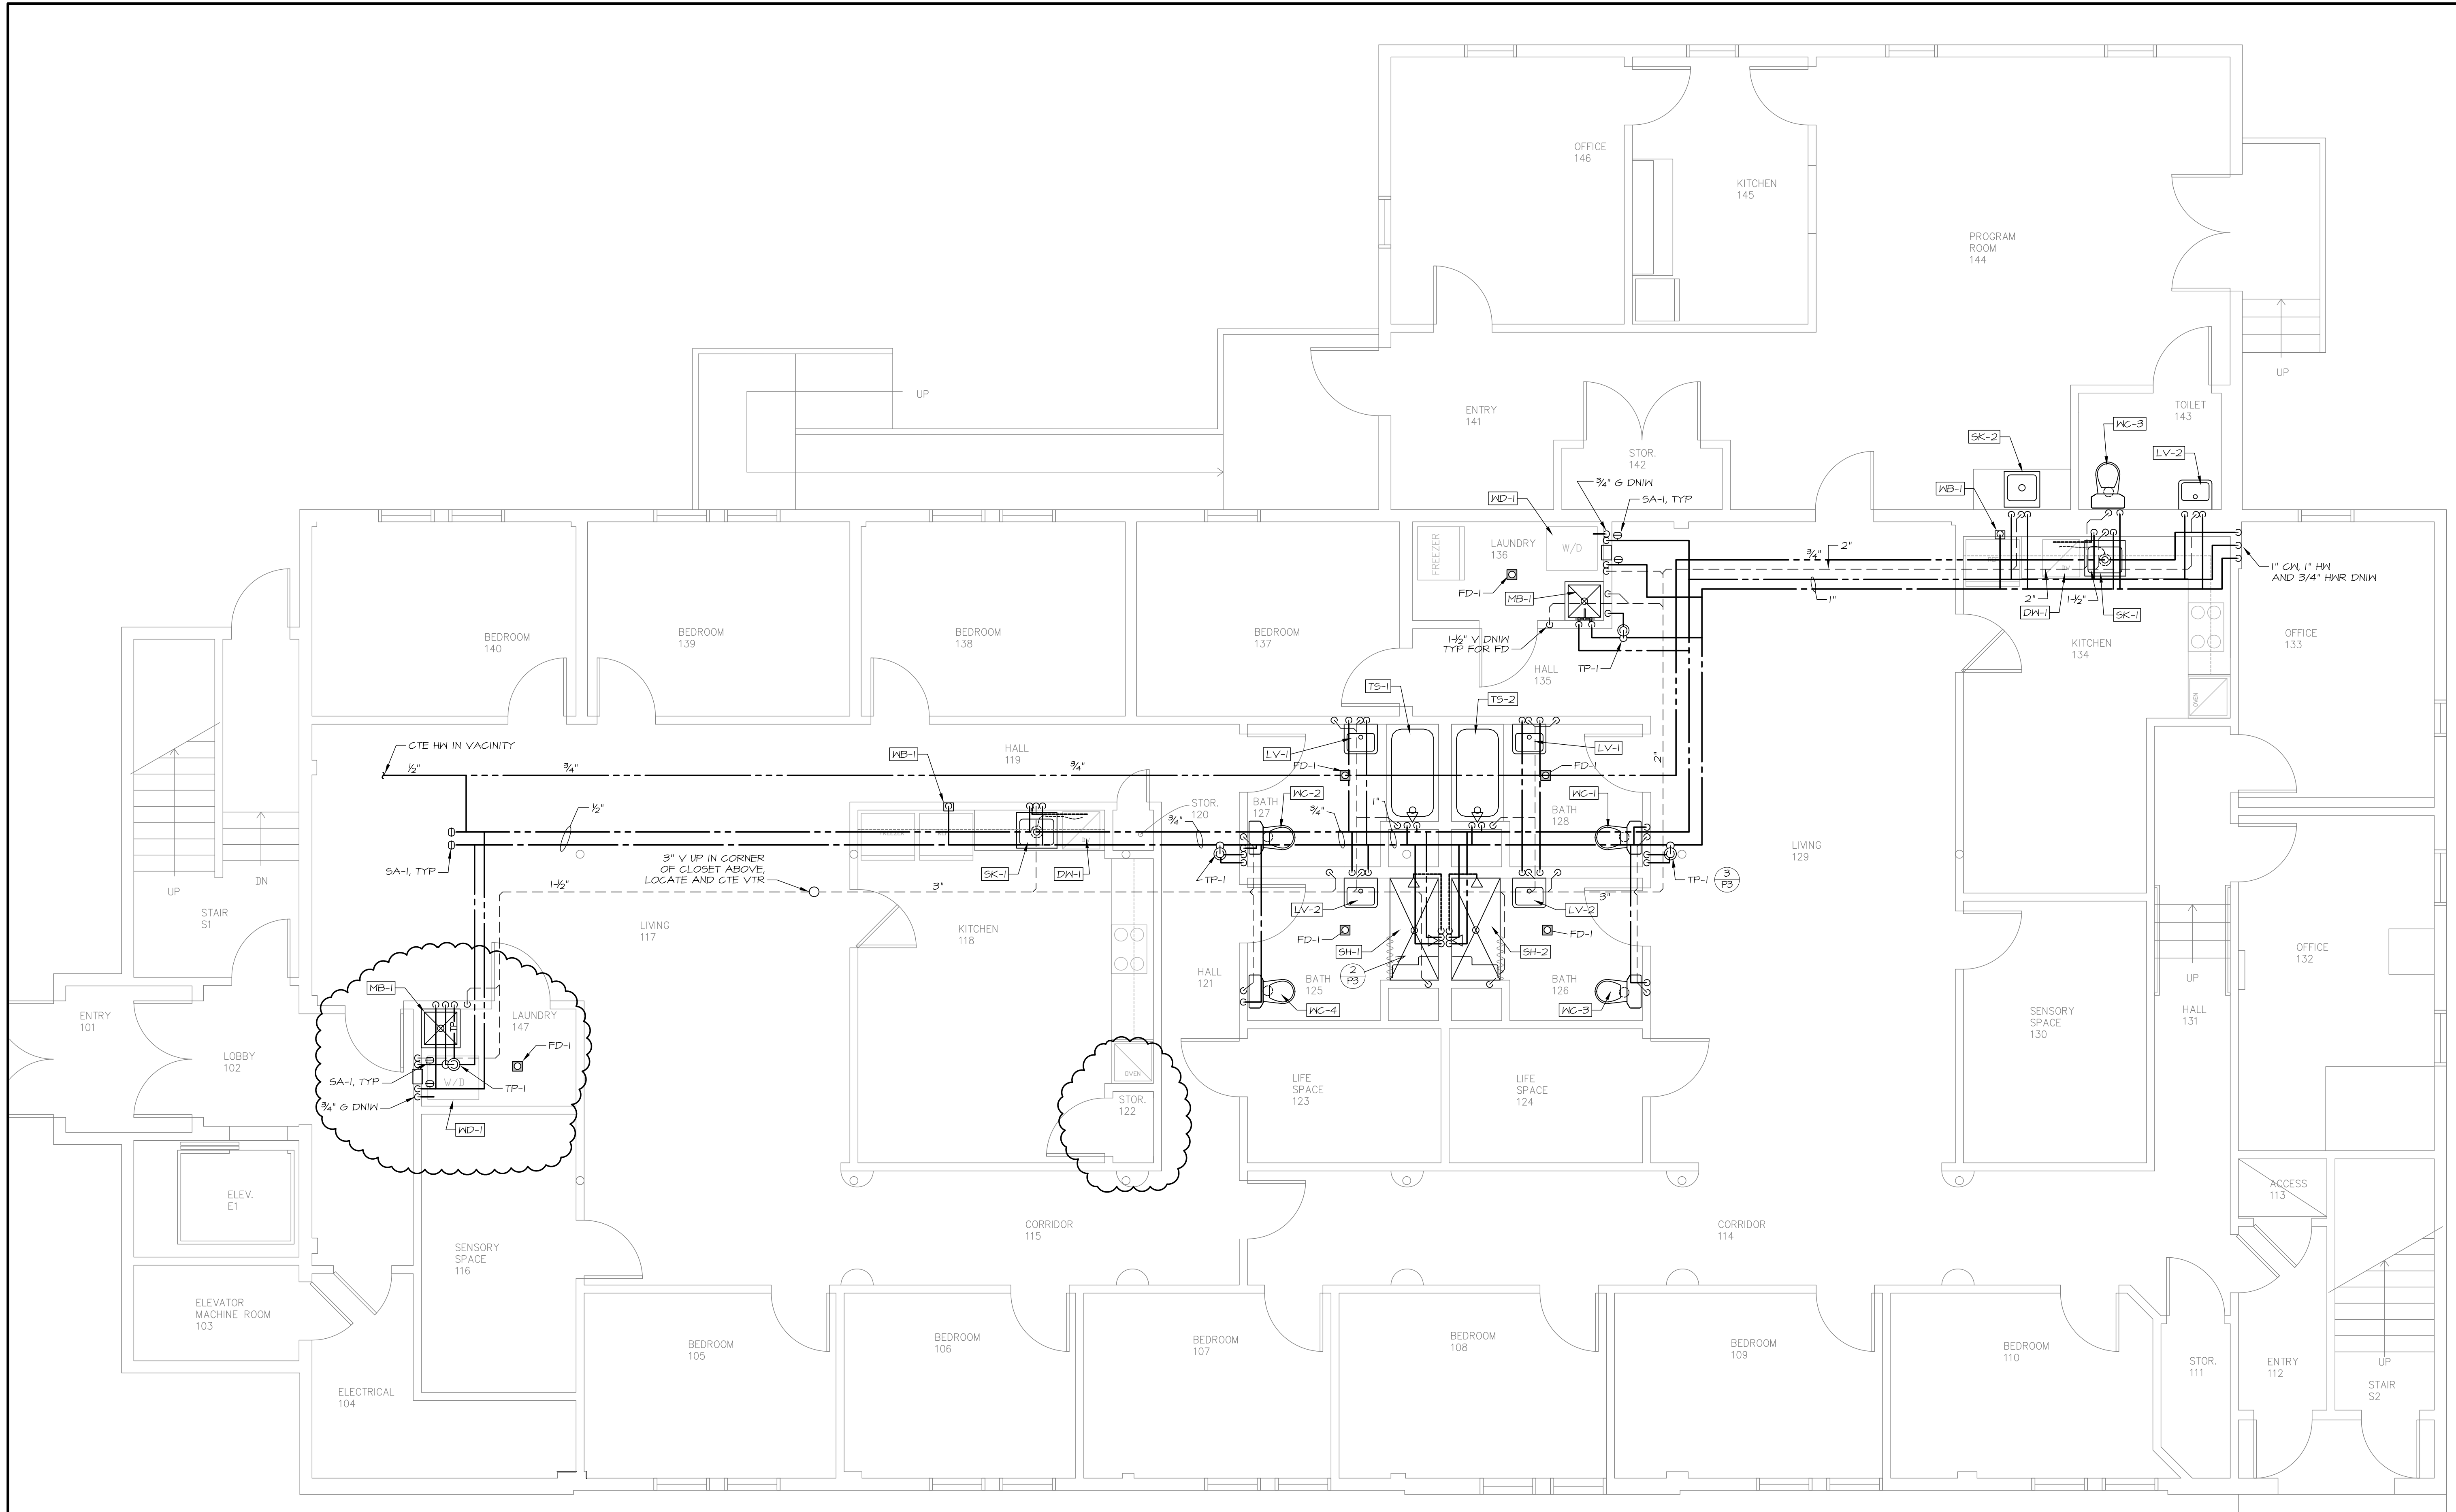 OFFICE
146
KITCHEN
145
PROGRAM
ROOM
144
UP
UP
ENTRY
141
STOR.
142
TOILET
143
WC-3
SK-2
LV-2
WB-1
3/4" G DNIW
SA-1, TYP
WD-1
FREEZER
LAUNDRY
136
W/D
FD-1
MB-1
3/4"
2"
1"
2"
1-1/2"
DW
DW-1
SK-1
1" CW, 1" HW
AND 3/4" HWR DNIW
BEDROOM
140
BEDROOM
139
BEDROOM
138
BEDROOM
137
1-1/2" V DNIW
TYP FOR FD
HALL
135
TP-1
KITCHEN
134
OFFICE
133
OVEN
TS-1
TS-2
CTE HW IN VACINITY
1/2"
3/4"
WB-1
HALL
119
3/4"
LV-1
LV-1
2"
FD-1
FD-1
1/2"
STOR.
120
BATH
127
WC-2
3/4"
1"
WC-1
BATH
128
3/4"
FREEZER
REF
DW
SA-1, TYP
3" V UP IN CORNER
OF CLOSET ABOVE,
LOCATE AND CTE VTR
SK-1
DW-1
TP-1
TP-1
3
P3
LIVING
129
UP
DN
STAIR
S1
1-1/2"
3"
3"
LV-2
LV-2
LIVING
117
KITCHEN
118
FD-1
FD-1
SH-1
SH-2
OFFICE
132
HALL
121
2
P3
BATH
125
BATH
126
UP
WC-4
WC-3
SENSORY
SPACE
130
HALL
131
ENTRY
101
MB-1
TP-1
LAUNDRY
147
FD-1
LOBBY
102
SA-1, TYP
W/D
TP-1
3/4" G DNIW
WD-1
OVEN
STOR.
122
LIFE
SPACE
123
LIFE
SPACE
124
ELEV.
E1
ACCESS
113
SENSORY
SPACE
116
CORRIDOR
115
CORRIDOR
114
ELEVATOR
MACHINE ROOM
103
BEDROOM
105
BEDROOM
106
BEDROOM
107
BEDROOM
108
BEDROOM
109
BEDROOM
110
STOR.
111
ENTRY
112
UP
STAIR
S2
ELECTRICAL
104